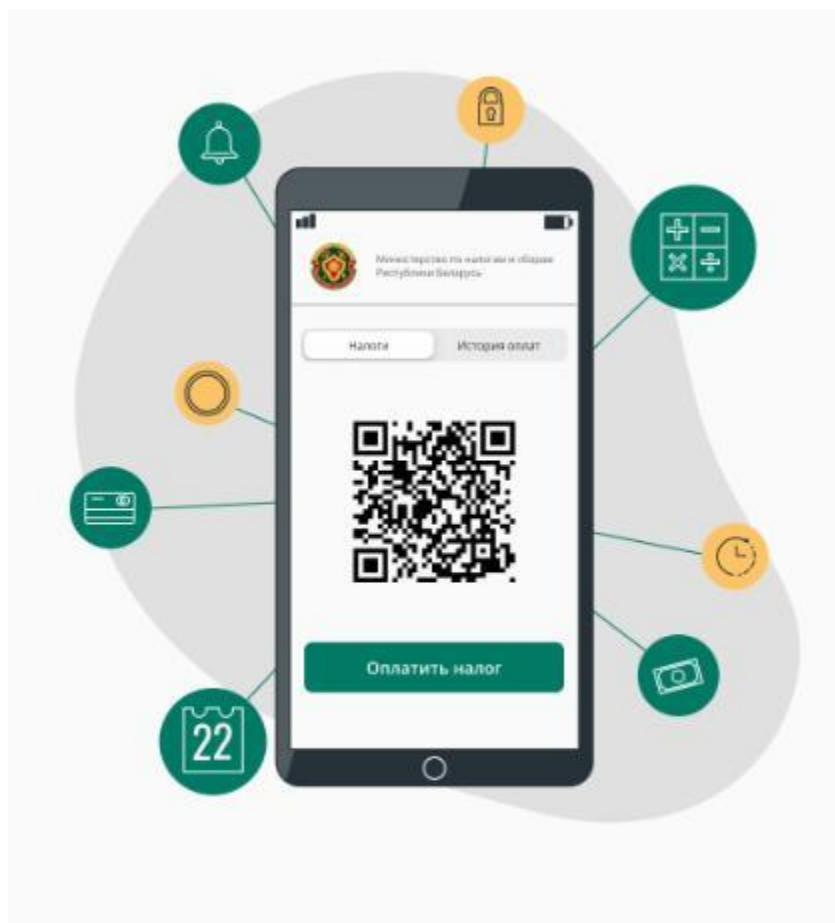 Министерство по налогам и сборам
Республики Беларусь
Налоги
История оплат
Оплатить налог
22